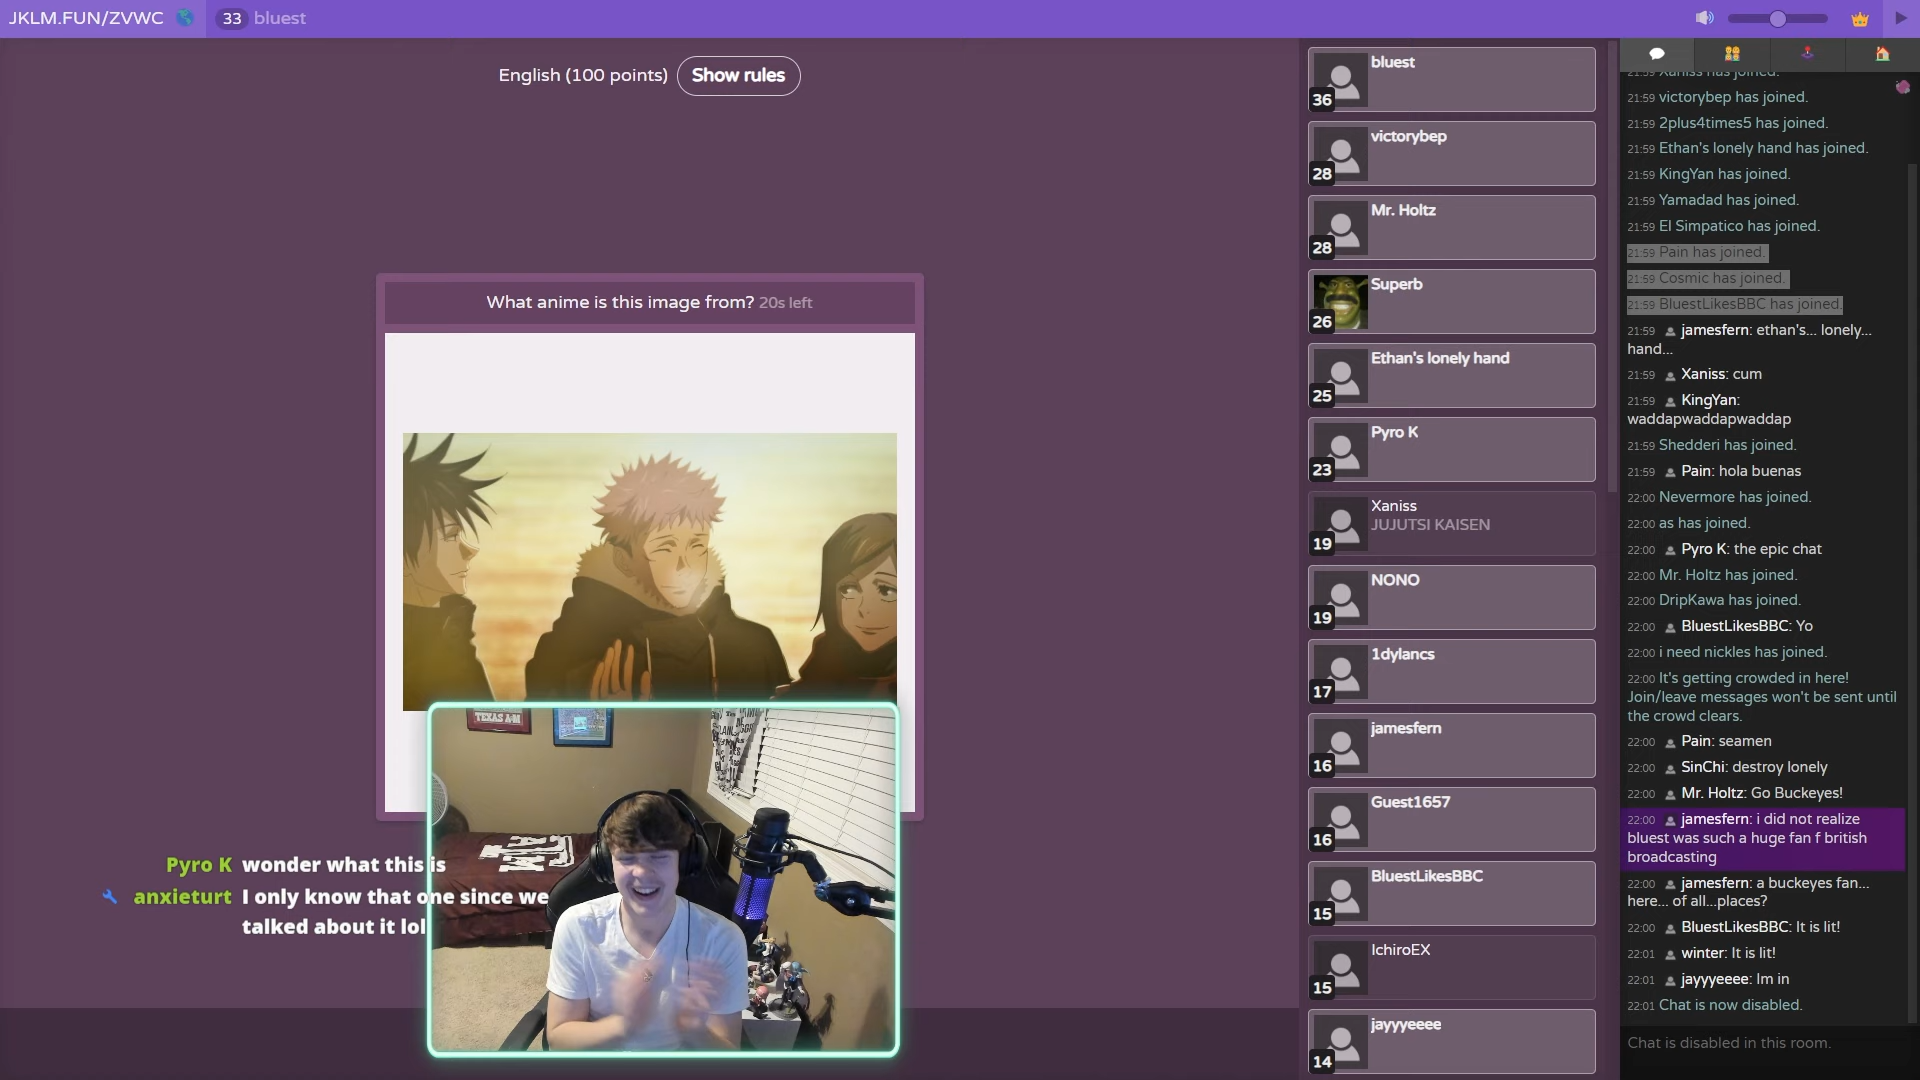 JKLM.FUN/ZVWC
33 bluest
English (100 points) Show rules
What anime is this image from? 20s left
TEXAS A&M
Pyro K wonder what this is
anxieturt I only know that one since we
talked about it lol
bluest
36
victorybep
28
Mr. Holtz
28
Superb
26
Ethan's lonely hand
25
Pyro K
23
Xaniss
JUJUTSI KAISEN
19
NONO
19
1dylancs
17
jamesfern
16
Guest1657
16
BluestLikesBBC
15
IchiroEX
15
jayyyeeee
14
21:59 Xaniss has joined.
21:59 victorybep has joined.
21:59 2plus4times5 has joined.
21:59 Ethan's lonely hand has joined.
21:59 KingYan has joined.
21:59 Yamadad has joined.
21:59 El Simpatico has joined.
21:59 Pain has joined.
21:59 Cosmic has joined.
21:59 BluestLikesBBC has joined.
21:59 jamesfern: ethan's... lonely...
hand...
21:59 Xaniss: cum
21:59 KingYan:
waddapwaddapwaddap
21:59 Shedderi has joined.
21:59 Pain: hola buenas
22:00 Nevermore has joined.
22:00 as has joined.
22:00 Pyro K: the epic chat
22:00 Mr. Holtz has joined.
22:00 DripKawa has joined.
22:00 BluestLikesBBC: Yo
22:00 i need nickles has joined.
22:00 It's getting crowded in here!
Join/leave messages won't be sent until
the crowd clears.
22:00 Pain: seamen
22:00 SinChi: destroy lonely
22:00 Mr. Holtz: Go Buckeyes!
22:00 jamesfern: i did not realize
bluest was such a huge fan f british
broadcasting
22:00 jamesfern: a buckeyes fan...
here... of all...places?
22:00 BluestLikesBBC: It is lit!
22:01 winter: It is lit!
22:01 jayyyeeee: Im in
22:01 Chat is now disabled.
Chat is disabled in this room.